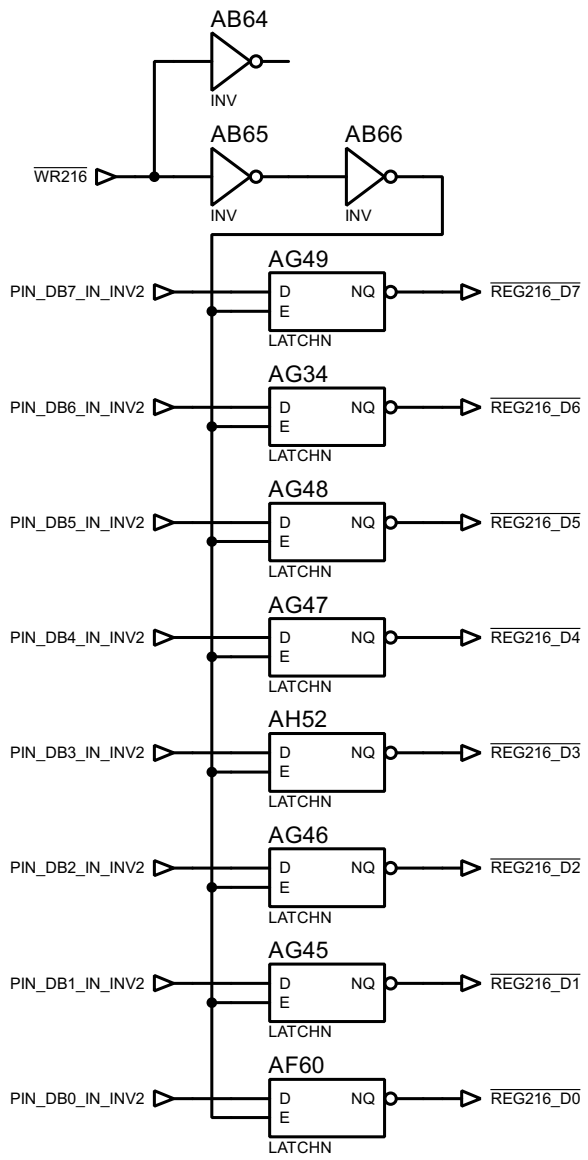 AB64
INV
AB65
AB66
WR216
INV
INV
AG49
PIN_DB7_IN_INV2
D
NQ
REG216_D7
E
LATCHN
AG34
PIN_DB6_IN_INV2
D
NQ
REG216_D6
E
LATCHN
AG48
PIN_DB5_IN_INV2
D
NQ
REG216_D5
E
LATCHN
AG47
PIN_DB4_IN_INV2
D
NQ
REG216_D4
E
LATCHN
AH52
PIN_DB3_IN_INV2
D
NQ
REG216_D3
E
LATCHN
AG46
PIN_DB2_IN_INV2
D
NQ
REG216_D2
E
LATCHN
AG45
PIN_DB1_IN_INV2
D
NQ
REG216_D1
E
LATCHN
AF60
PIN_DB0_IN_INV2
D
NQ
REG216_D0
E
LATCHN